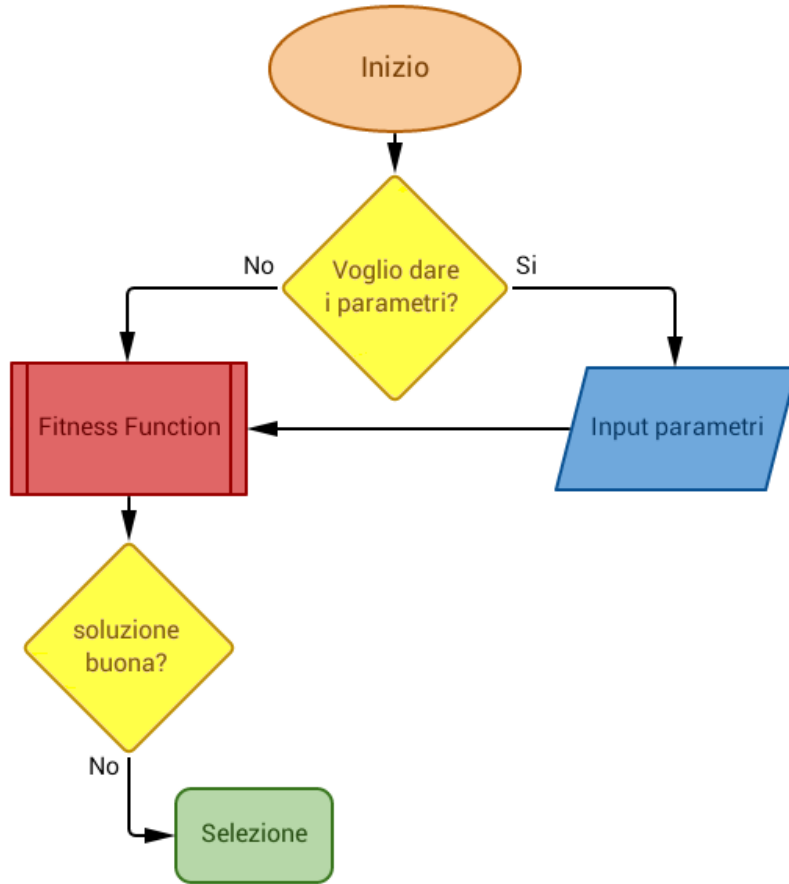 Inizio
Voglio dare
i parametri?
No
Si
Fitness Function
Input parametri
soluzione
buona?
No
Selezione